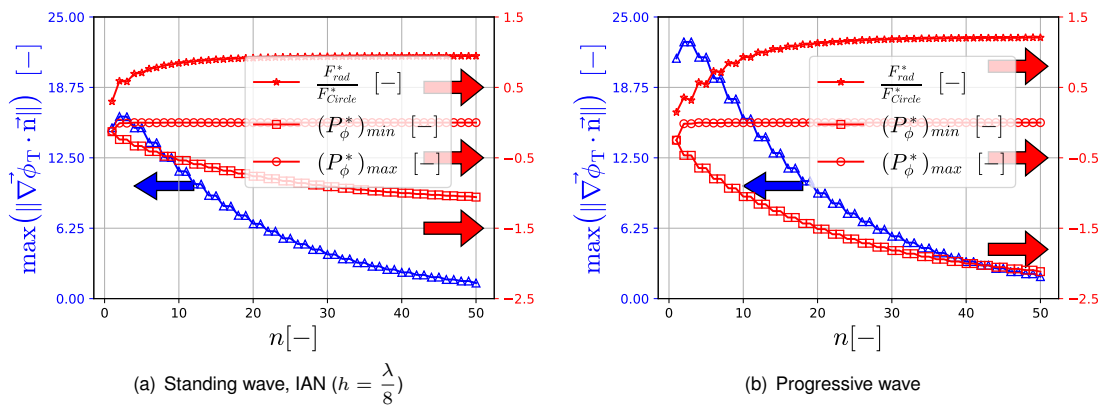 25.00
18.75
12.50
6.25
0.00
max (||∇⃗ϕ_T · n⃗||) [−]
1.5
0.5
−0.5
−1.5
−2.5
F*_rad / F*_Circle [−]
(P*_ϕ)_min [−]
(P*_ϕ)_max [−]
0 10 20 30 40 50
n[−]
(a) Standing wave, IAN (h = λ/8)
25.00
18.75
12.50
6.25
0.00
max (||∇⃗ϕ_T · n⃗||) [−]
1.5
0.5
−0.5
−1.5
−2.5
F*_rad / F*_Circle [−]
(P*_ϕ)_min [−]
(P*_ϕ)_max [−]
0 10 20 30 40 50
n[−]
(b) Progressive wave